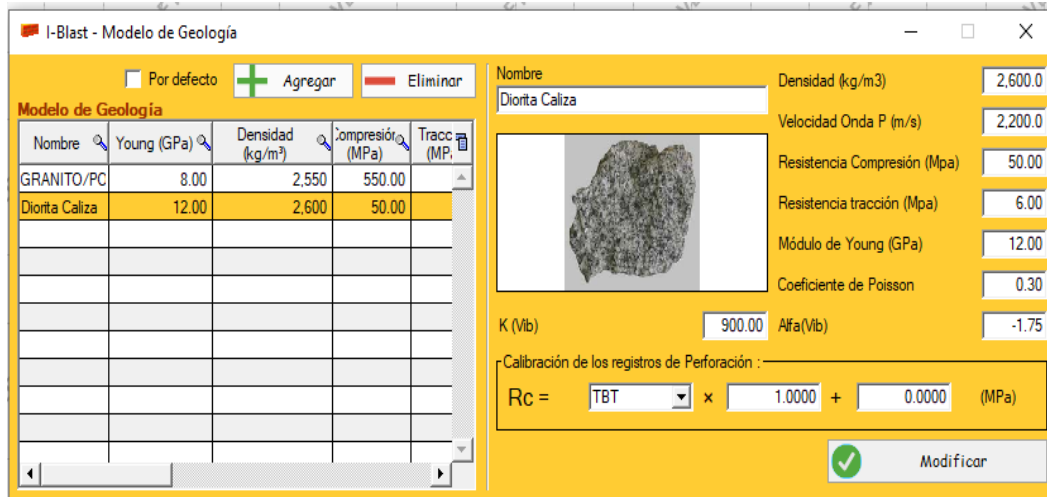 I-Blast - Modelo de Geología
Por defecto
Agregar
Eliminar
Modelo de Geología
Nombre
Young (GPa)
Densidad (kg/m³)
Compresión (MPa)
Tracc (MP.
GRANITO/PC 8.00 2,550 550.00
Diorita Caliza 12.00 2,600 50.00
Nombre
Diorita Caliza
Densidad (kg/m3) 2,600.0
Velocidad Onda P (m/s) 2,200.0
Resistencia Compresión (Mpa) 50.00
Resistencia tracción (Mpa) 6.00
Módulo de Young (GPa) 12.00
Coeficiente de Poisson 0.30
K (Vib) 900.00 Alfa(Vib) -1.75
Calibración de los registros de Perforación :
Rc = TBT × 1.0000 + 0.0000 (MPa)
Modificar